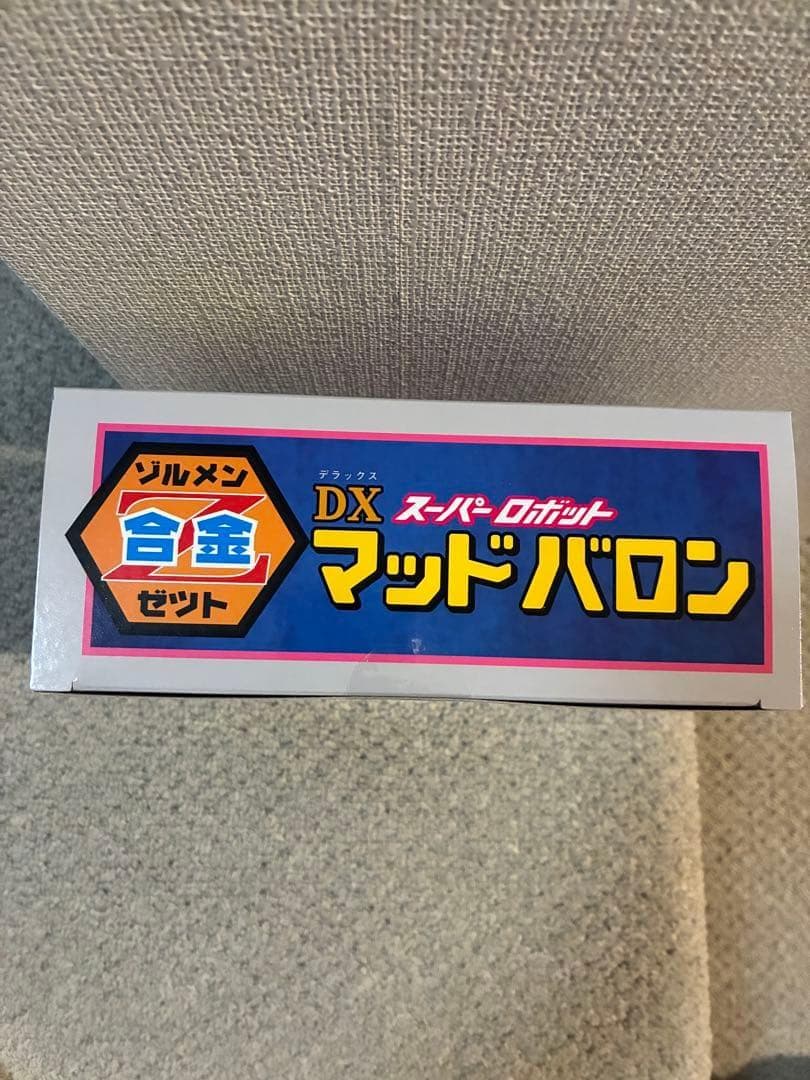 ゾルメン
Z
合金
ゼット
デラックス
DX スーパーロボット
マッドバロン